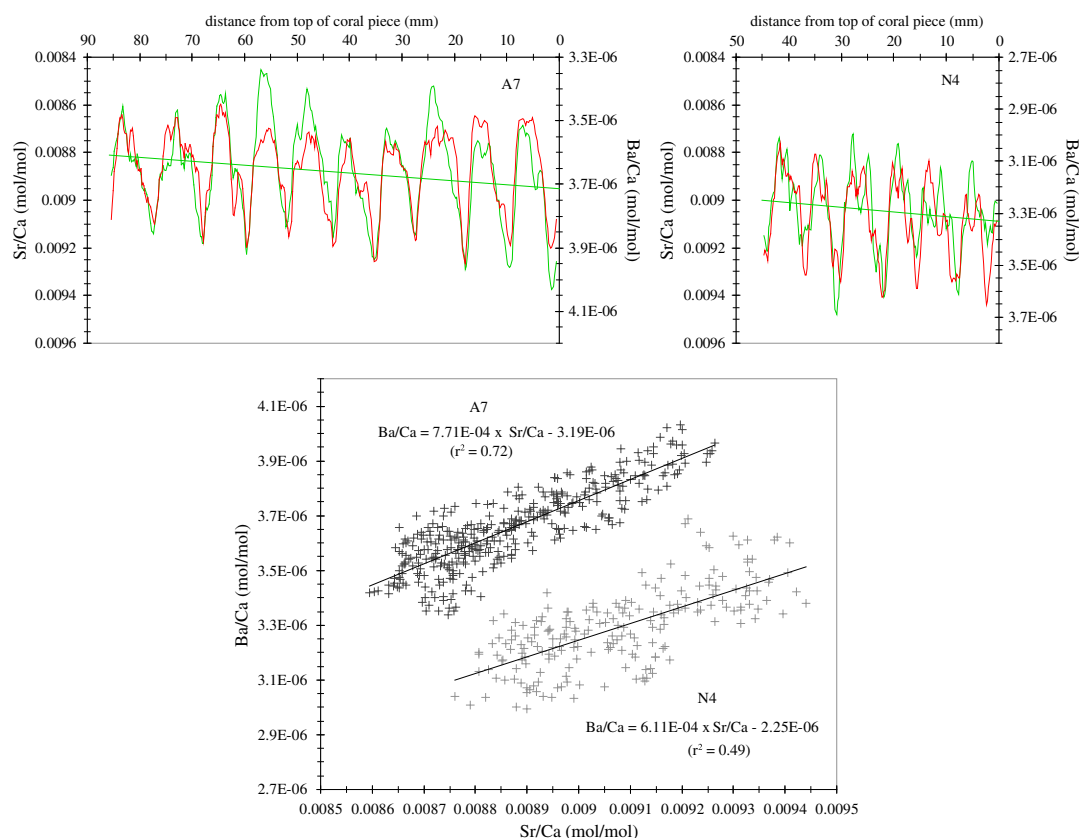 distance from top of coral piece (mm)
90 80 70 60 50 40 30 20 10 0
0.0084
0.0086
0.0088
0.009
0.0092
0.0094
0.0096
Sr/Ca (mol/mol)
A7
3.3E-06
3.5E-06
3.7E-06
3.9E-06
4.1E-06
Ba/Ca (mol/mol)
distance from top of coral piece (mm)
50 40 30 20 10 0
0.0084
0.0086
0.0088
0.009
0.0092
0.0094
0.0096
Sr/Ca (mol/mol)
N4
2.7E-06
2.9E-06
3.1E-06
3.3E-06
3.5E-06
3.7E-06
Ba/Ca (mol/mol)
4.1E-06
3.9E-06
3.7E-06
3.5E-06
3.3E-06
3.1E-06
2.9E-06
2.7E-06
Ba/Ca (mol/mol)
A7
Ba/Ca = 7.71E-04 x Sr/Ca - 3.19E-06
(r² = 0.72)
N4
Ba/Ca = 6.11E-04 x Sr/Ca - 2.25E-06
(r² = 0.49)
0.0085 0.0086 0.0087 0.0088 0.0089 0.009 0.0091 0.0092 0.0093 0.0094 0.0095
Sr/Ca (mol/mol)